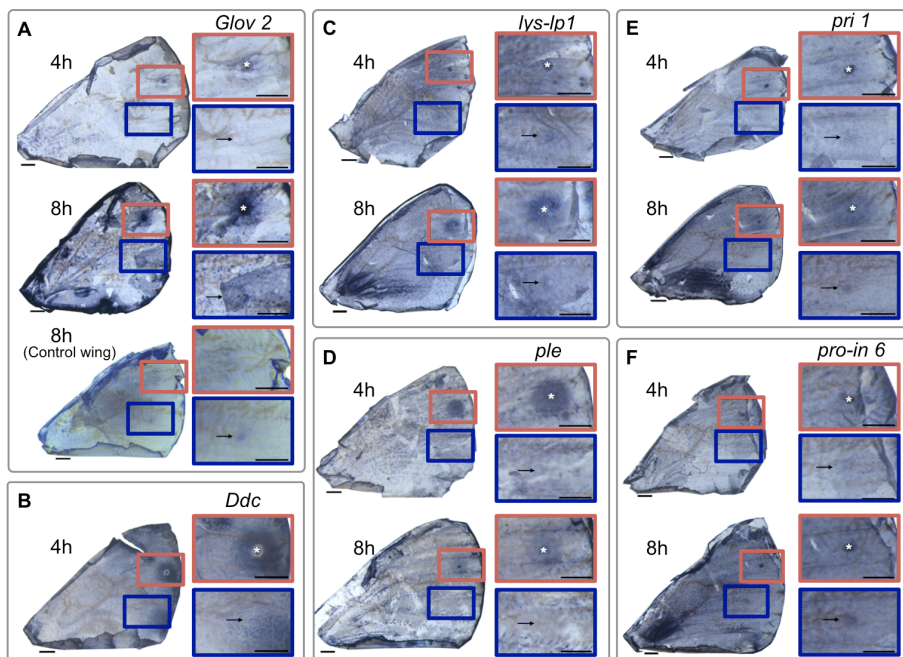 A
Glov 2
4h
*
8h
*
8h
(Control wing)
B
Ddc
4h
*
C
lys-lp1
4h
*
8h
*
D
ple
4h
*
8h
*
E
pri 1
4h
*
8h
*
F
pro-in 6
4h
*
8h
*